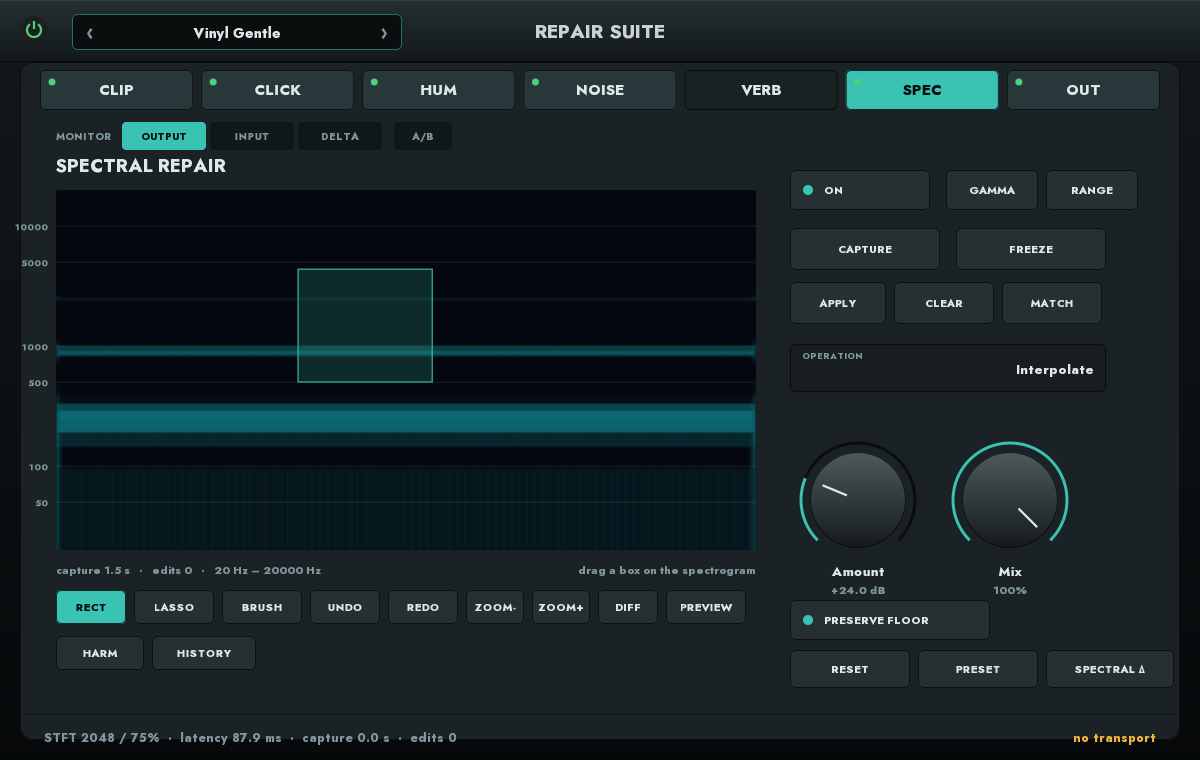 ‹ Vinyl Gentle ›
REPAIR SUITE
CLIP CLICK HUM NOISE VERB SPEC OUT
MONITOR OUTPUT INPUT DELTA A/B
SPECTRAL REPAIR
ON GAMMA RANGE
10000
5000
1000
500
100
50
CAPTURE FREEZE
APPLY CLEAR MATCH
OPERATION
Interpolate
Amount Mix
+24.0 dB 100%
capture 1.5 s · edits 0 · 20 Hz – 20000 Hz drag a box on the spectrogram
RECT LASSO BRUSH UNDO REDO ZOOM- ZOOM+ DIFF PREVIEW
HARM HISTORY
PRESERVE FLOOR
RESET PRESET SPECTRAL Δ
STFT 2048 / 75% · latency 87.9 ms · capture 0.0 s · edits 0 no transport